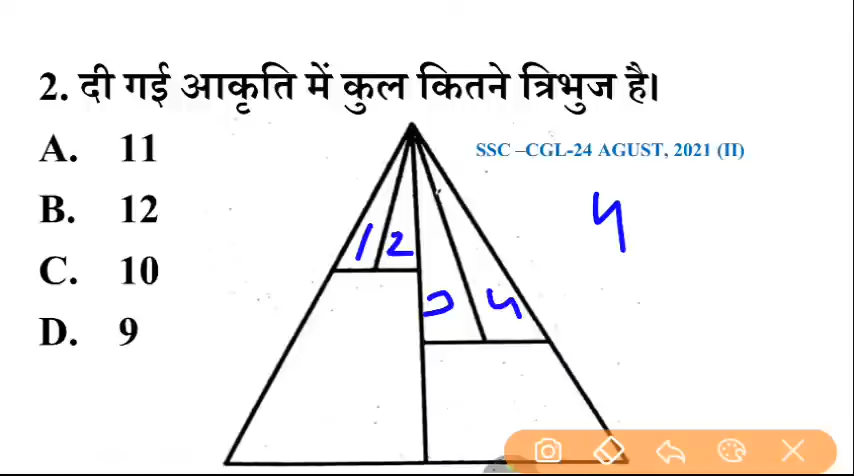 2. दी गई आकृति में कुल कितने त्रिभुज है।
A. 11
SSC –CGL-24 AGUST, 2021 (II)
B. 12
C. 10
D. 9
1 2
4
3 4